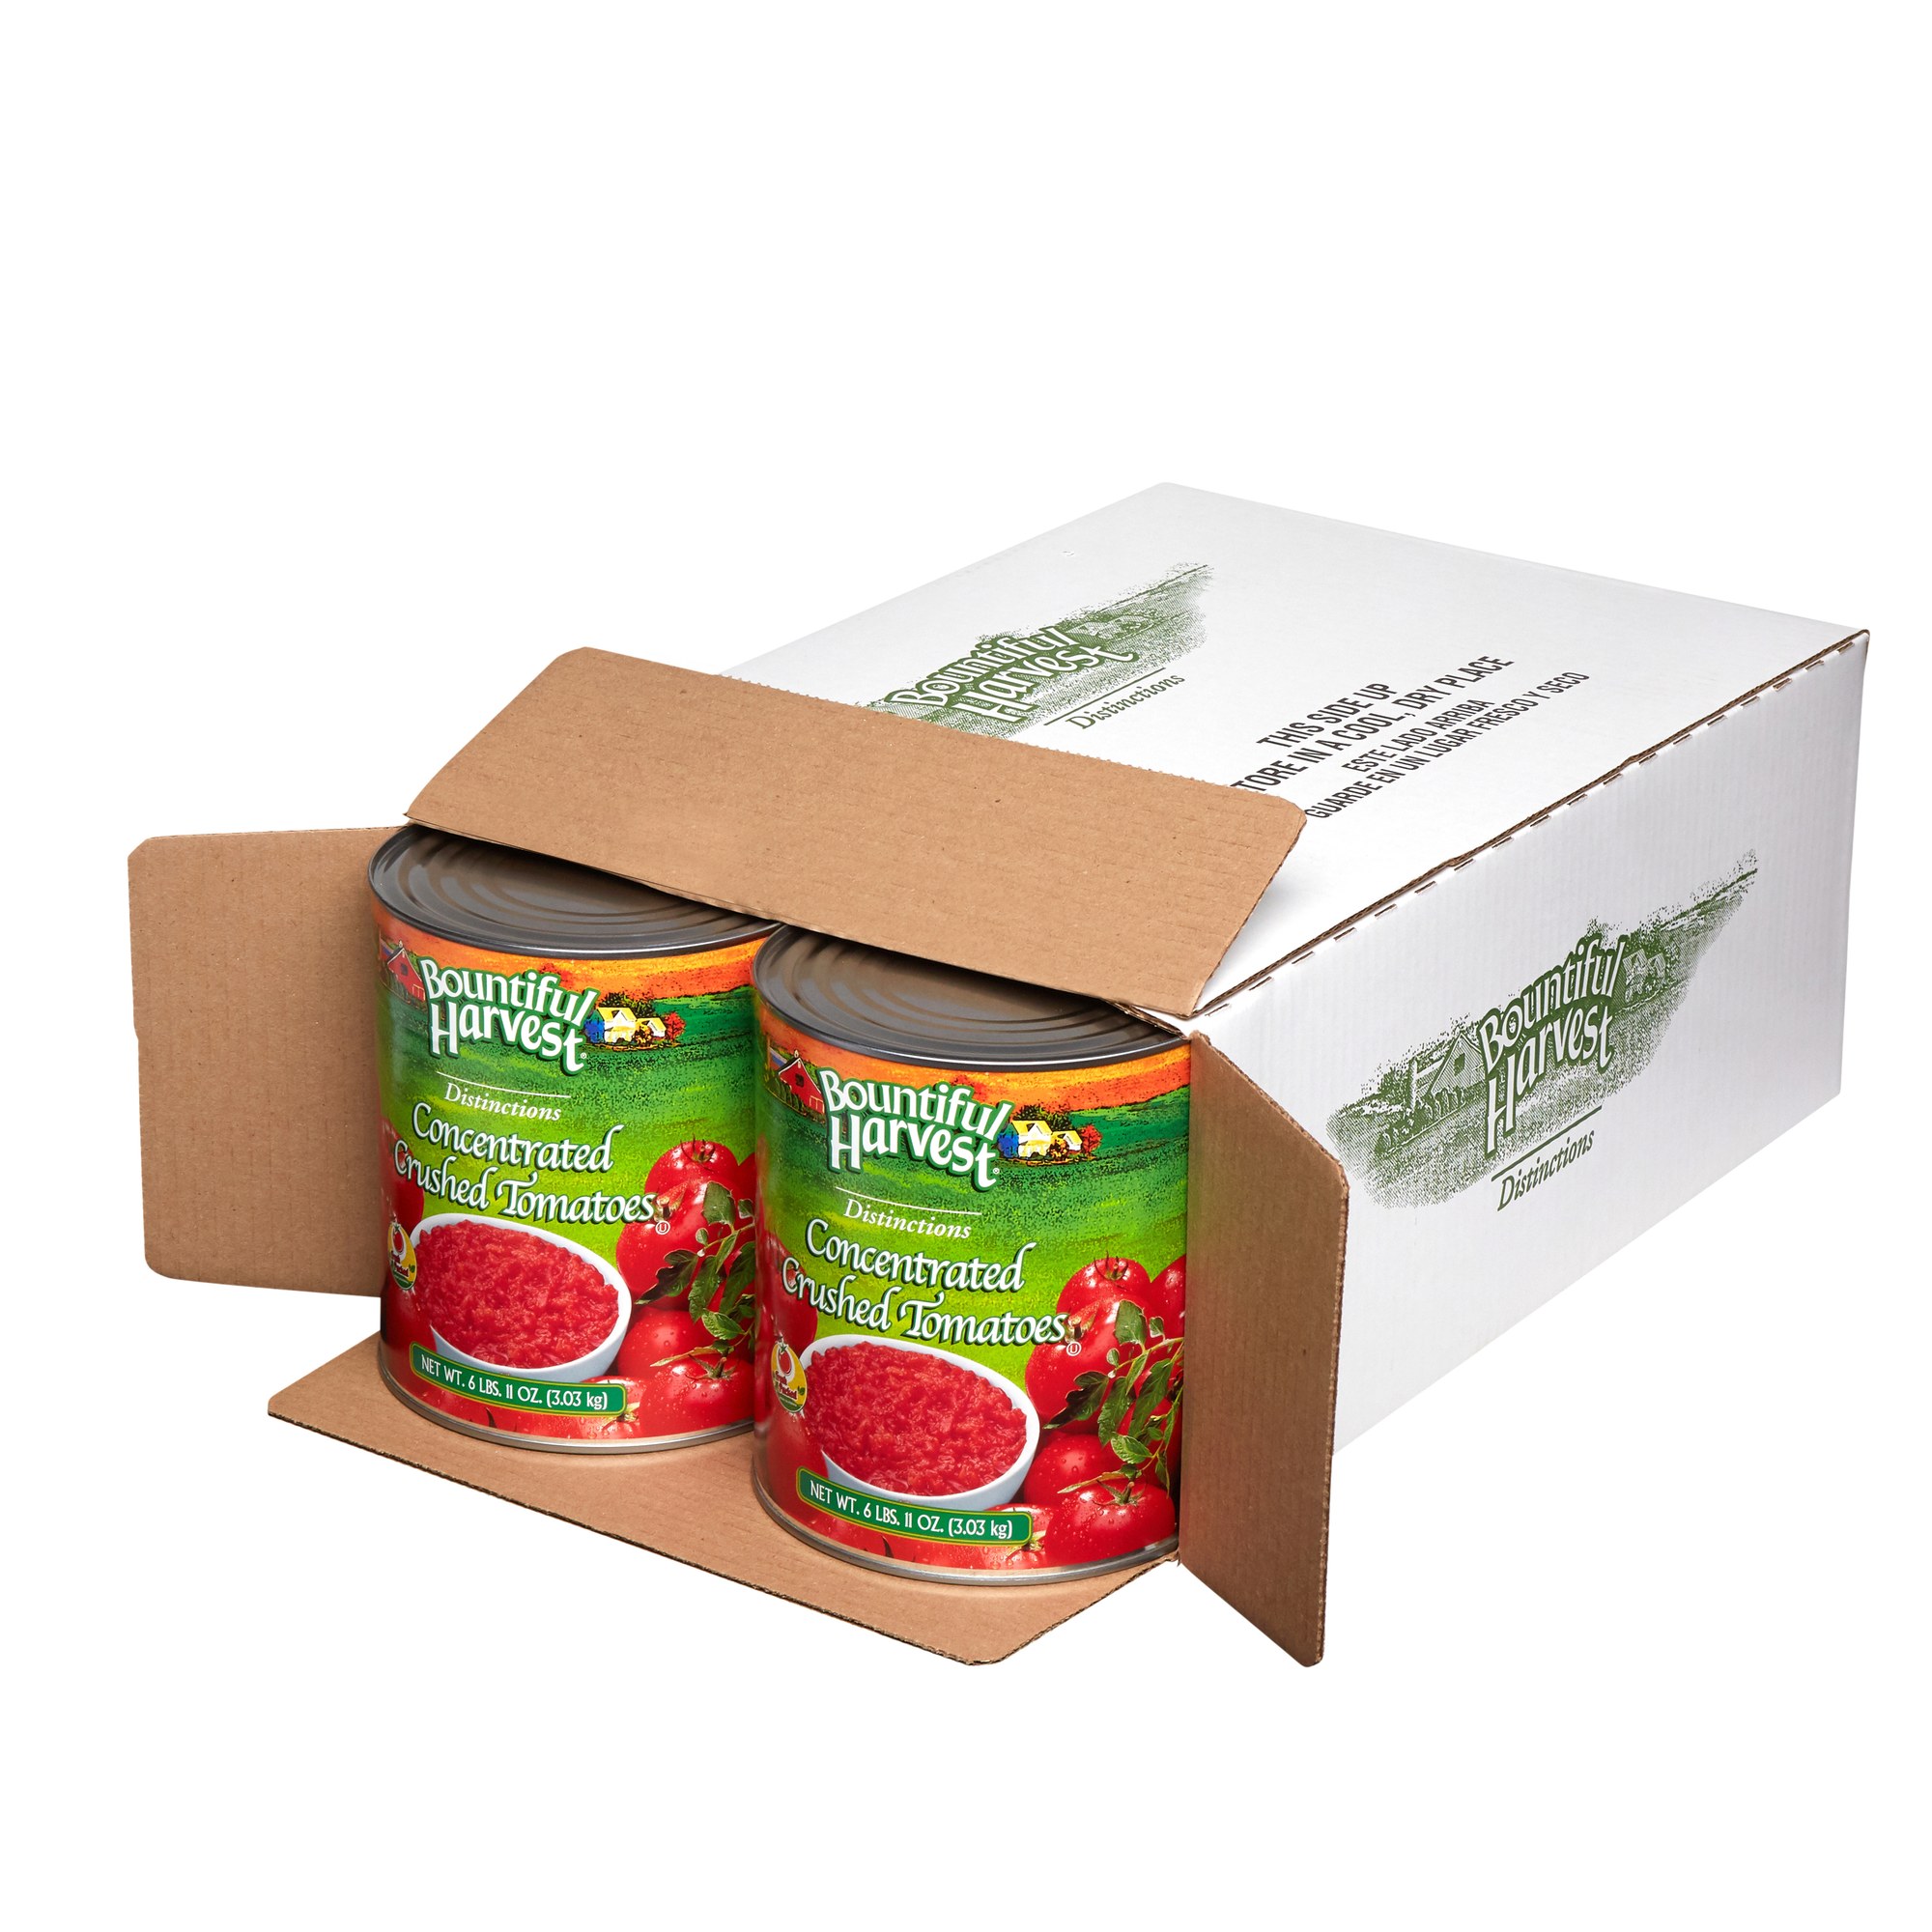 Bountiful
Harvest
Distinctions
THIS SIDE UP
TORE IN A COOL, DRY PLACE
ESTE LADO ARRIBA
GUARDE EN UN LUGAR FRESCO Y SECO
Bountiful
Harvest
Distinctions
Bountiful
Harvest®
Distinctions
Concentrated
Crushed Tomatoes
NET WT. 6 LBS. 11 OZ. (3.03 kg)
Bountiful
Harvest®
Distinctions
Concentrated
Crushed Tomatoes
NET WT. 6 LBS. 11 OZ. (3.03 kg)